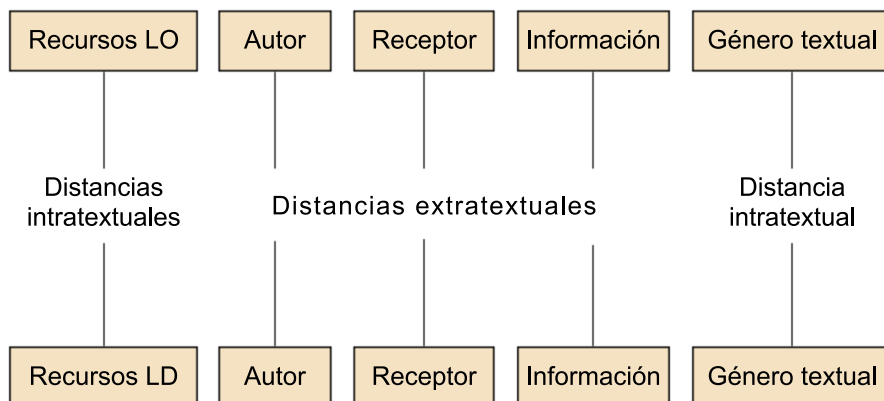 Recursos LO
Autor
Receptor
Información
Género textual
Distancias
intratextuales
Distancias extratextuales
Distancia
intratextual
Recursos LD
Autor
Receptor
Información
Género textual